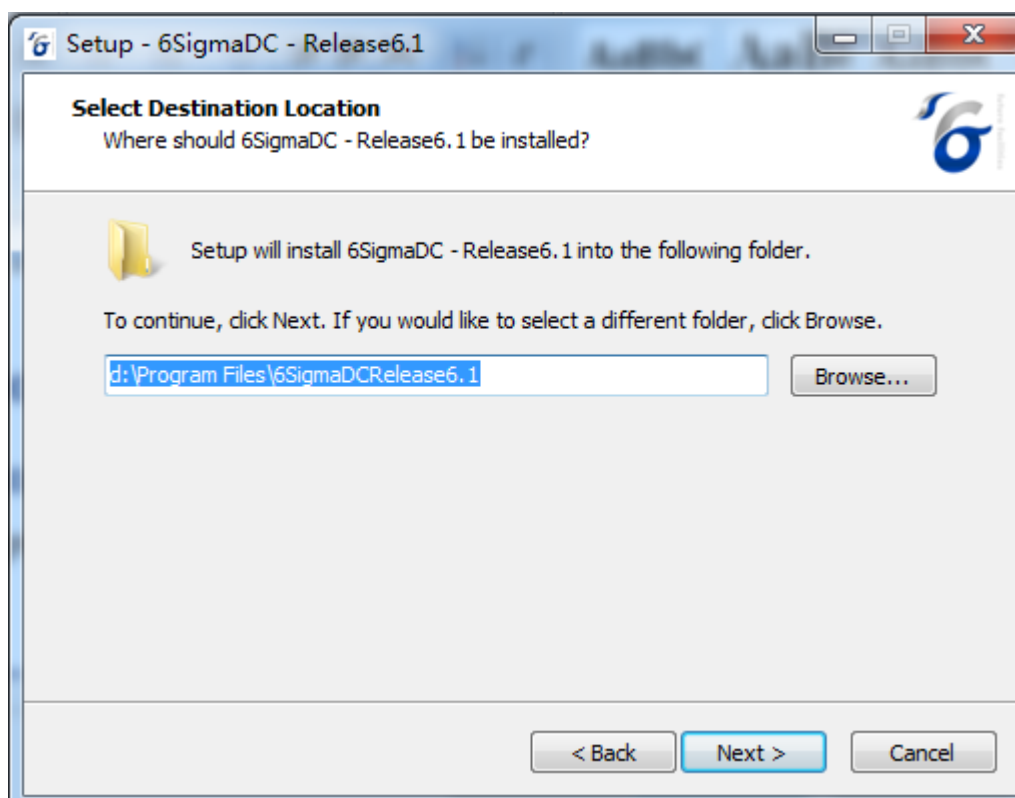 Setup - 6SigmaDC - Release6.1
Select Destination Location
Where should 6SigmaDC - Release6.1 be installed?
Setup will install 6SigmaDC - Release6.1 into the following folder.
To continue, click Next. If you would like to select a different folder, click Browse.
d:\Program Files\6SigmaDCRelease6.1
Browse...
< Back
Next >
Cancel